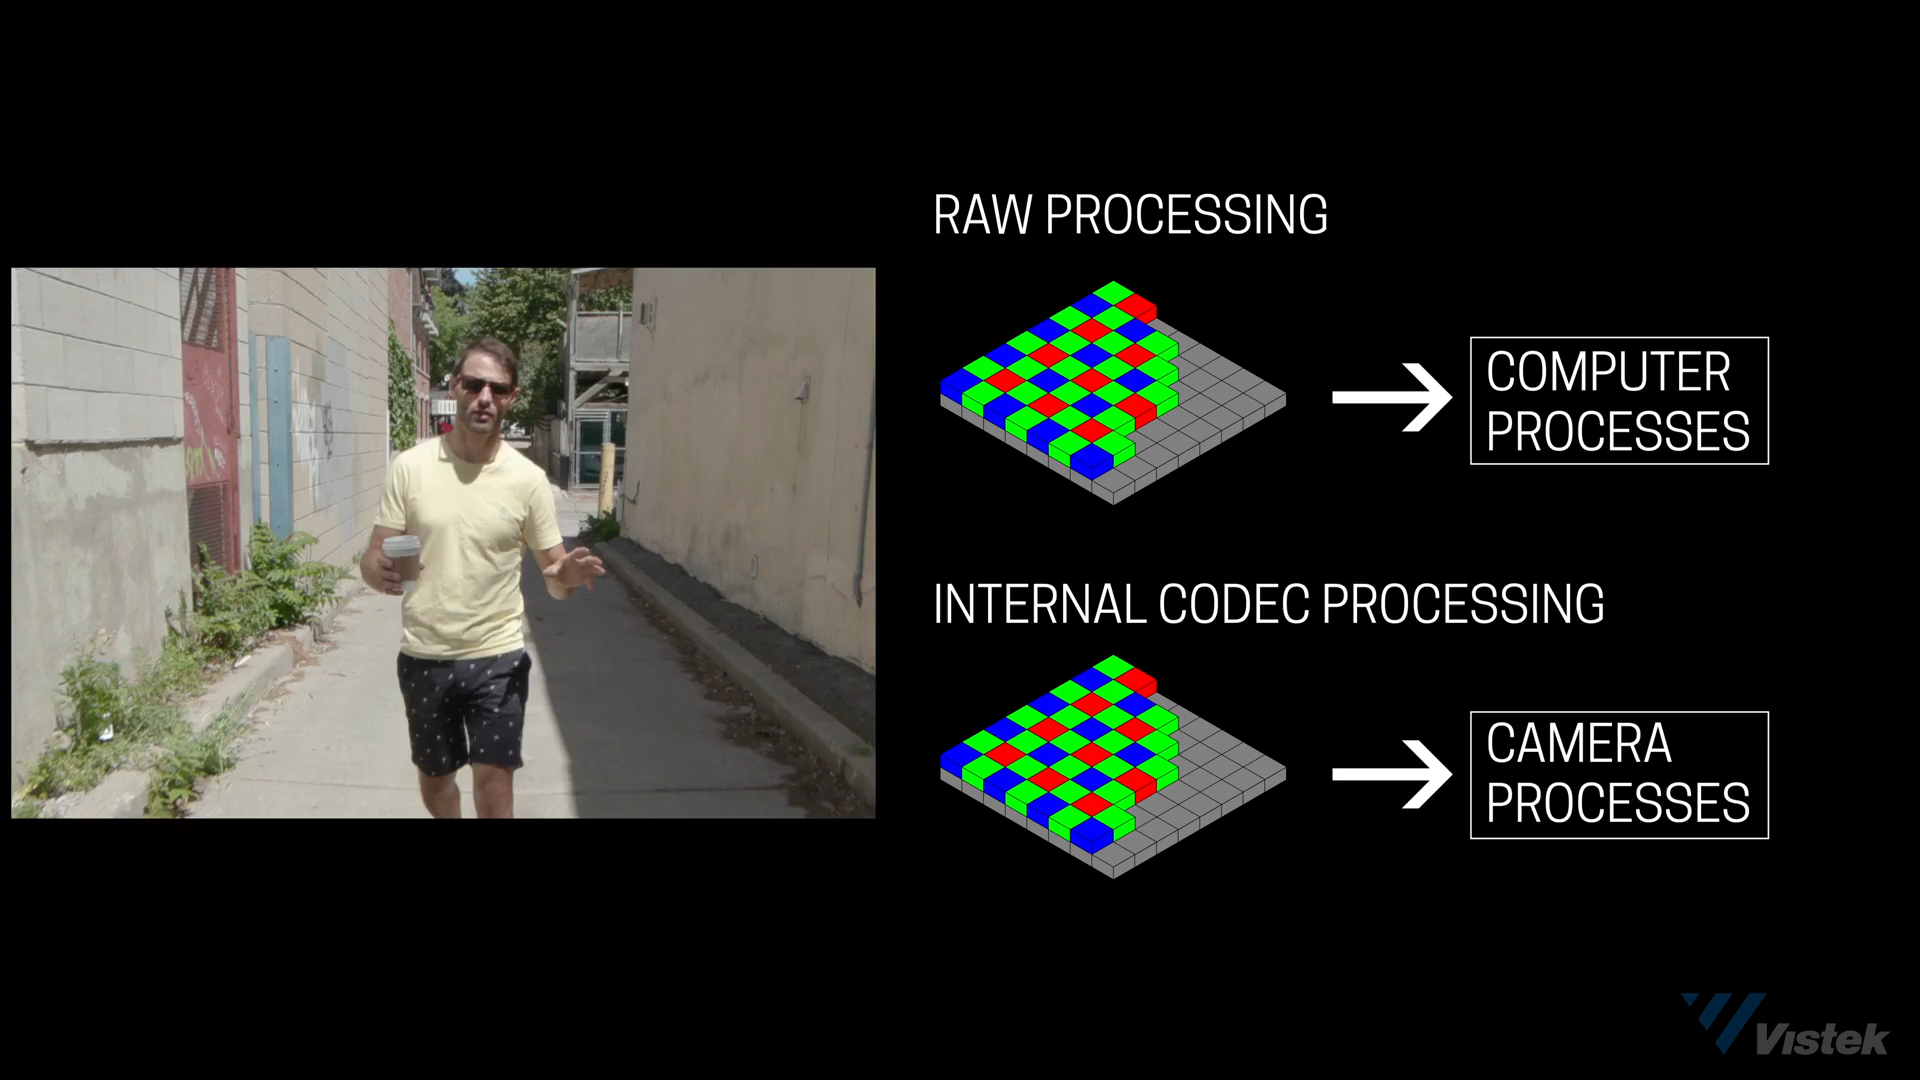 RAW PROCESSING
COMPUTER
PROCESSES
INTERNAL CODEC PROCESSING
CAMERA
PROCESSES
Vistek